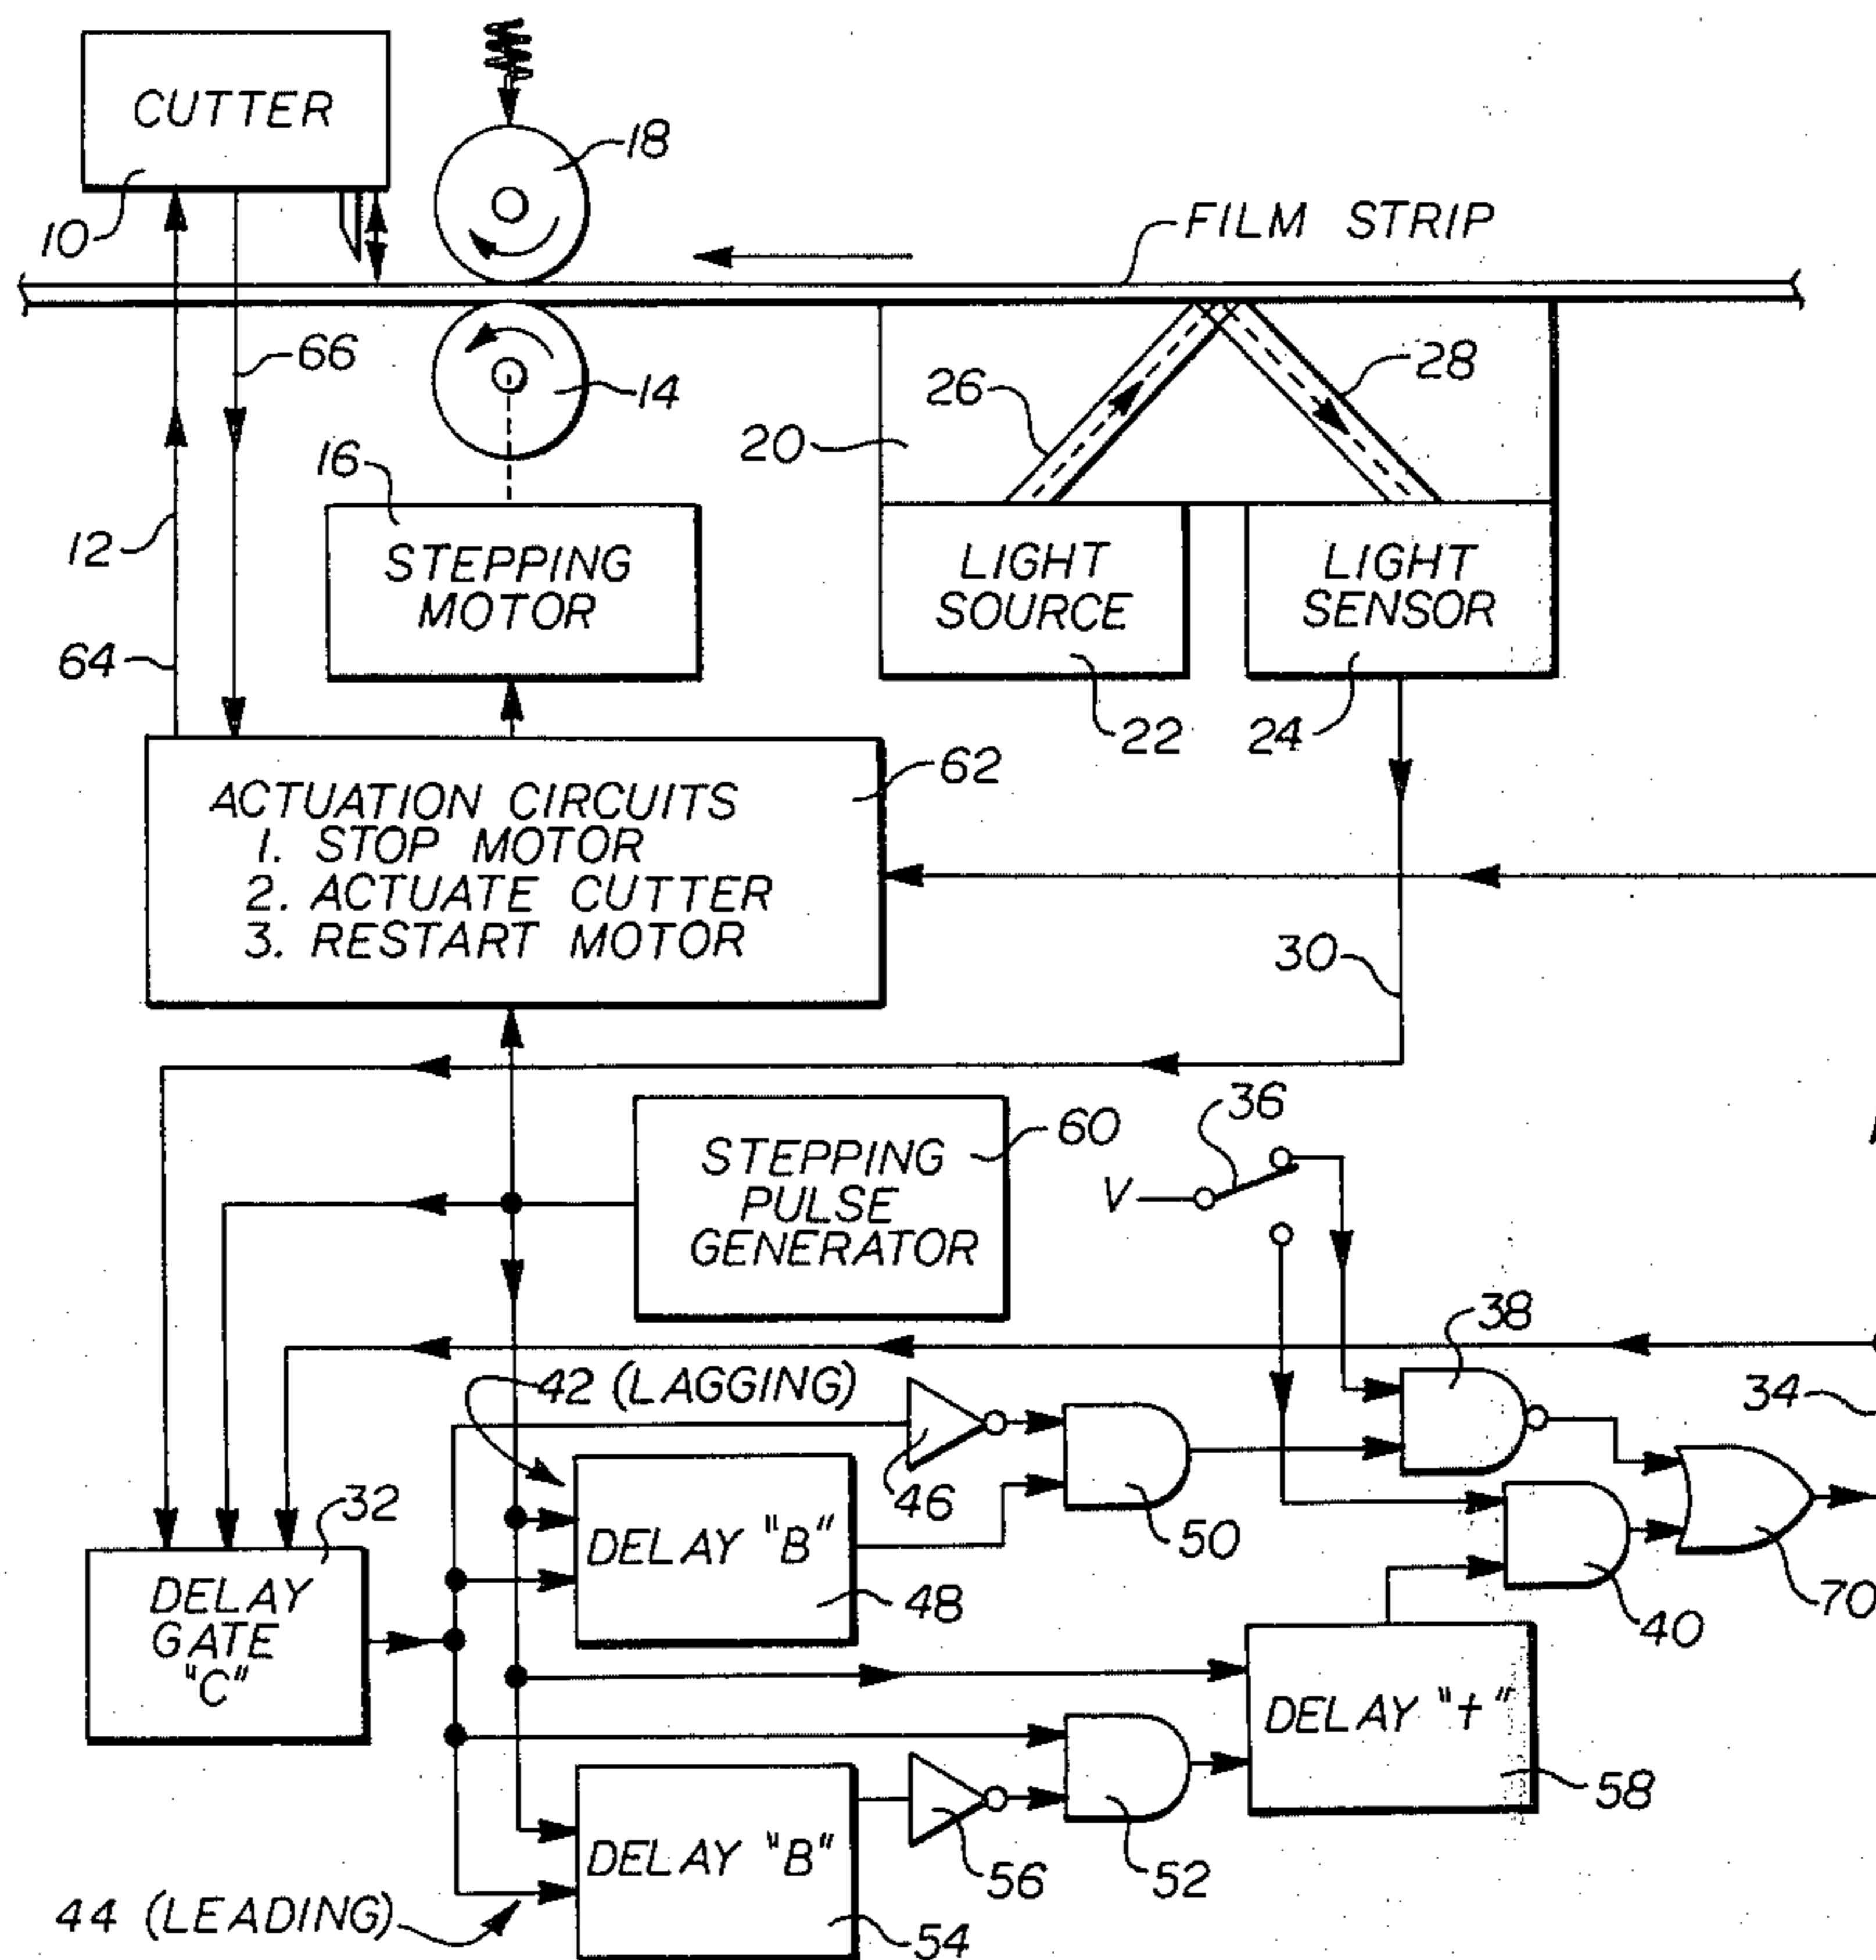 CUTTER
10
18
FILM STRIP
66
14
26
28
20
16
12
STEPPING
MOTOR
LIGHT
SOURCE
LIGHT
SENSOR
64
22
24
62
ACTUATION CIRCUITS
1. STOP MOTOR
2. ACTUATE CUTTER
3. RESTART MOTOR
30
36
60
STEPPING
PULSE
GENERATOR
V
38
42 (LAGGING)
34
46
50
32
DELAY "B"
48
DELAY
GATE
"C"
40
70
DELAY "t"
58
DELAY "B"
56
52
44 (LEADING)
54